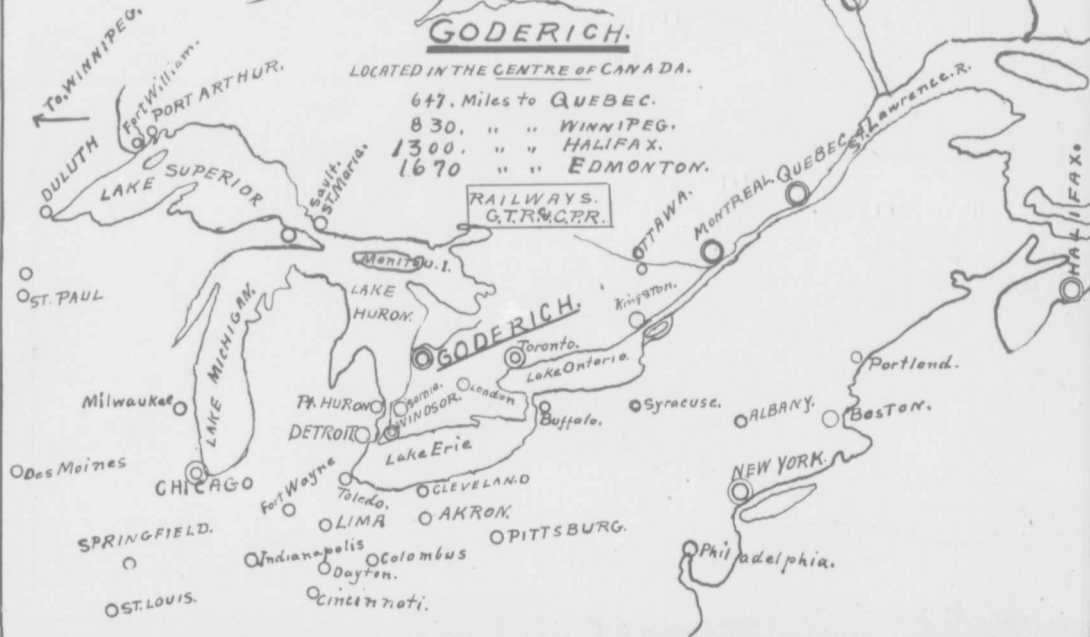 GODERICH.
LOCATED IN THE CENTRE OF CANADA.
647. Miles to QUEBEC.
830. " " WINNIPEG.
1300. " " HALIFAX.
1670 " " EDMONTON.
RAILWAYS.
G.T.R & C.P.R.
To. WINNIPEG.
Fort William.
PORT ARTHUR.
DULUTH
LAKE SUPERIOR
Sault.
St. Maria.
St. Lawrence. R.
QUEBEC
MONTREAL
OTTAWA.
HALIFAX.
Manitou. I.
ST. PAUL
LAKE
HURON.
LAKE MICHIGAN.
Kingston.
GODERICH.
Toronto.
Lake Ontario.
Portland.
Milwaukee
Pt. HURON
Sarnia.
London
WINDSOR.
Buffalo.
Syracuse.
ALBANY.
BOSTON.
DETROIT
Lake Erie
Des Moines
CHICAGO
Fort Wayne
Toledo.
CLEVELAND
NEW YORK.
SPRINGFIELD.
LIMA
AKRON.
PITTSBURG.
Indianapolis
Colombus
Dayton.
Philadelphia.
ST. LOUIS.
Cincinnati.